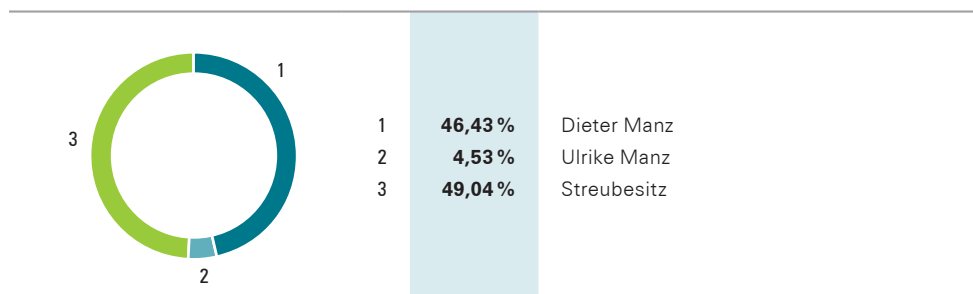 1
3
2
1 46,43 % Dieter Manz
2 4,53 % Ulrike Manz
3 49,04 % Streubesitz